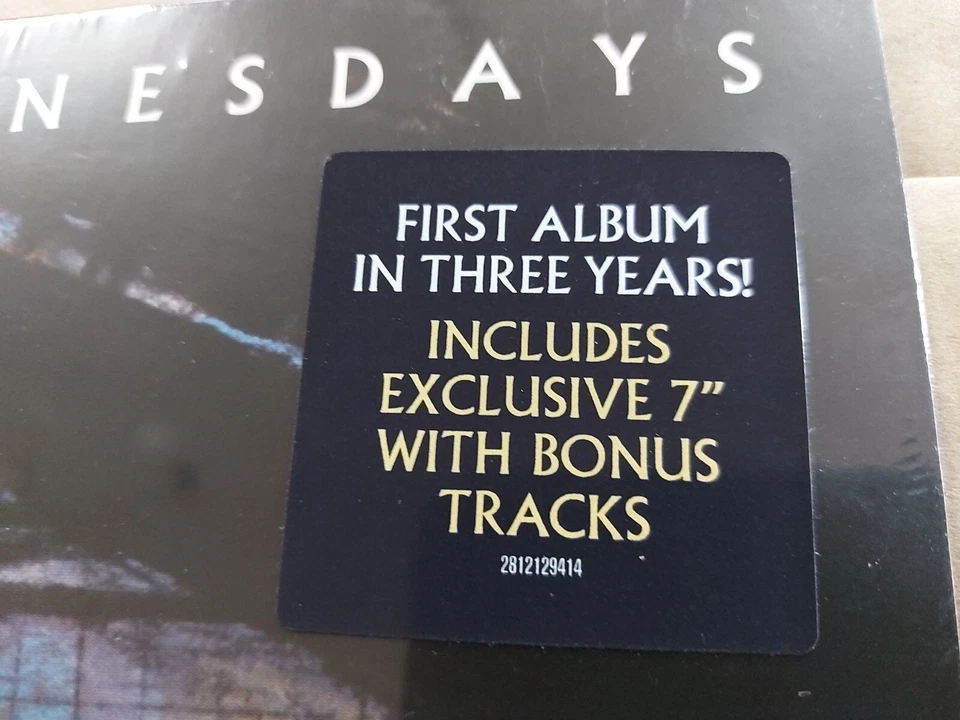 NESDAYS
FIRST ALBUM
IN THREE YEARS!
INCLUDES
EXCLUSIVE 7”
WITH BONUS
TRACKS
2812129414